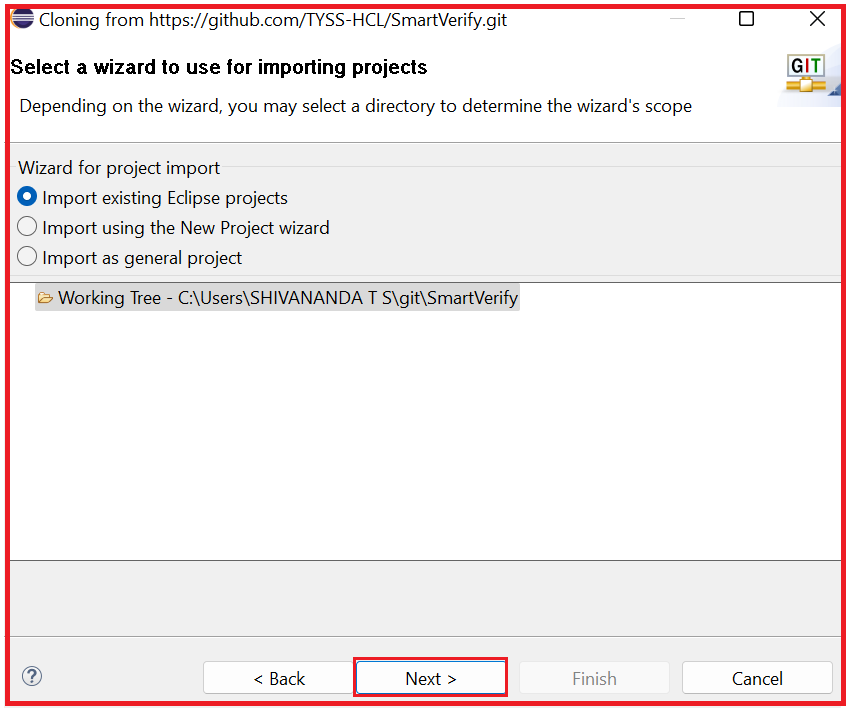 Cloning from https://github.com/TYSS-HCL/SmartVerify.git
Select a wizard to use for importing projects
GIT
Depending on the wizard, you may select a directory to determine the wizard's scope
Wizard for project import
Import existing Eclipse projects
Import using the New Project wizard
Import as general project
Working Tree - C:\Users\SHIVANANDA T S\git\SmartVerify
?
< Back
Next >
Finish
Cancel